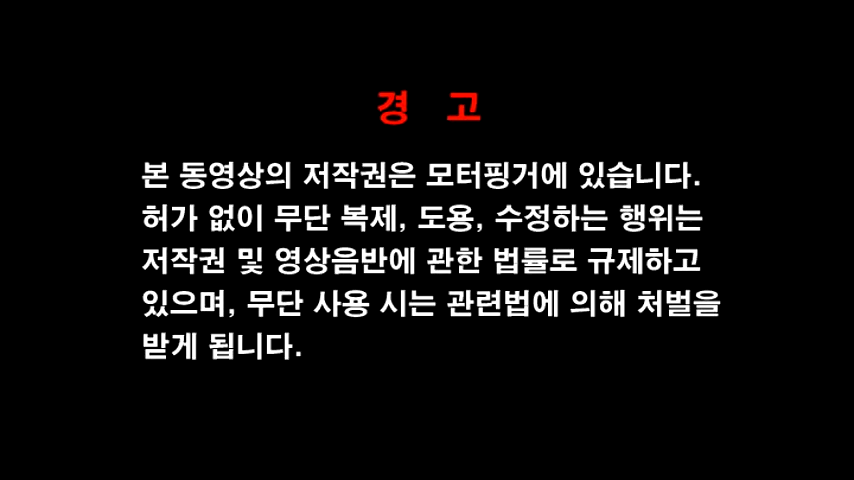 경 고
본 동영상의 저작권은 모터핑거에 있습니다.
허가 없이 무단 복제, 도용, 수정하는 행위는
저작권 및 영상음반에 관한 법률로 규제하고
있으며, 무단 사용 시는 관련법에 의해 처벌을
받게 됩니다.